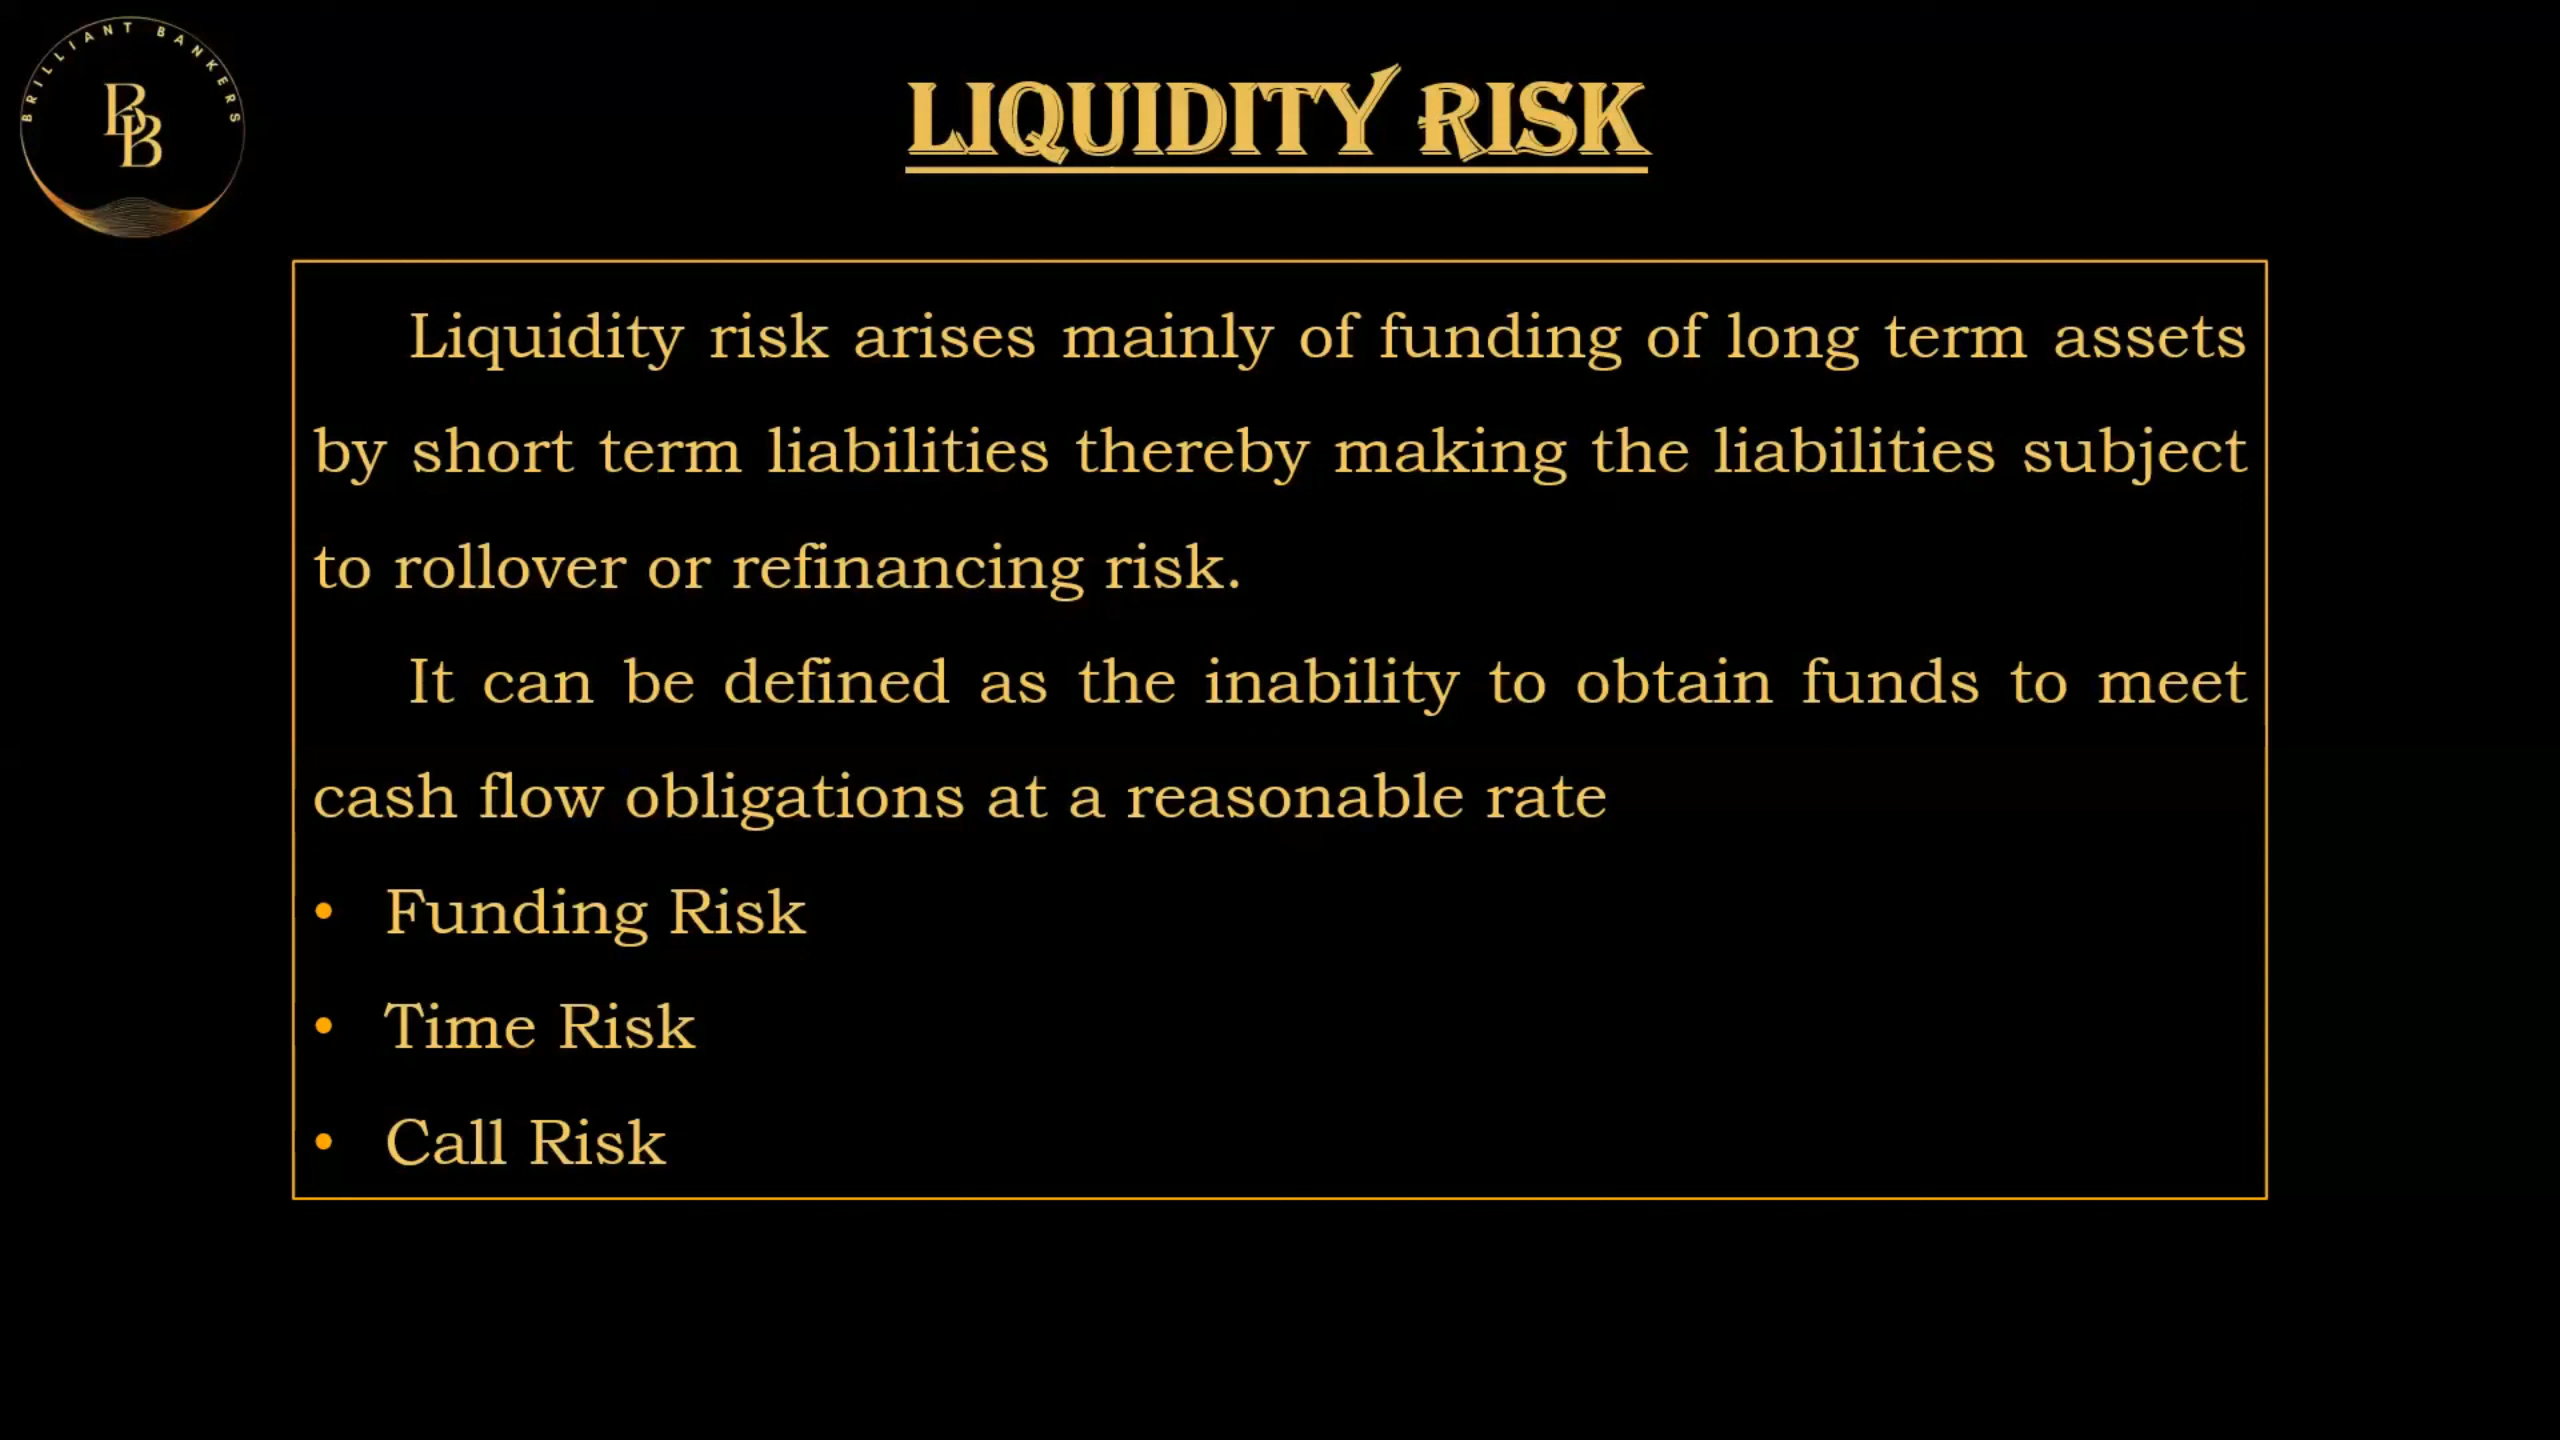 BRILLIANT BANKERS
BB
LIQUIDITY RISK
Liquidity risk arises mainly of funding of long term assets
by short term liabilities thereby making the liabilities subject
to rollover or refinancing risk.
It can be defined as the inability to obtain funds to meet
cash flow obligations at a reasonable rate
• Funding Risk
• Time Risk
• Call Risk